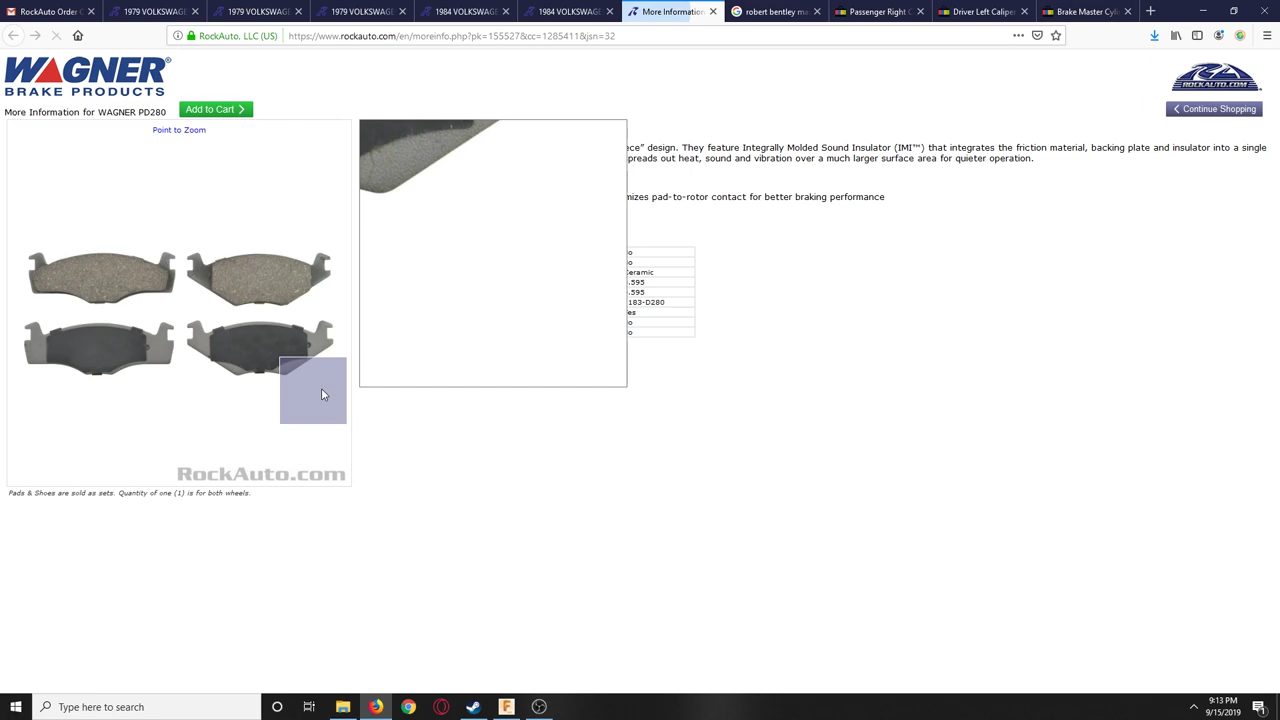 RockAuto Order C
1979 VOLKSWAGE
1979 VOLKSWAGE
1979 VOLKSWAGE
1984 VOLKSWAGE
1984 VOLKSWAGE
More Information
robert bentley ma
Passenger Right C
Driver Left Caliper
Brake Master Cylin
RockAuto, LLC (US)
https://www.rockauto.com/en/moreinfo.php?pk=155527&cc=1285411&jsn=32
WAGNER®
BRAKE PRODUCTS
ROCKAUTO.COM
More Information for WAGNER PD280
Add to Cart
Continue Shopping
Point to Zoom
ece” design. They feature Integrally Molded Sound Insulator (IMI™) that integrates the friction material, backing plate and insulator into a single
preads out heat, sound and vibration over a much larger surface area for quieter operation.
mizes pad-to-rotor contact for better braking performance
o
o
Ceramic
.595
.595
183-D280
es
o
o
RockAuto.com
Pads & Shoes are sold as sets. Quantity of one (1) is for both wheels.
Type here to search
9:13 PM
9/15/2019
1